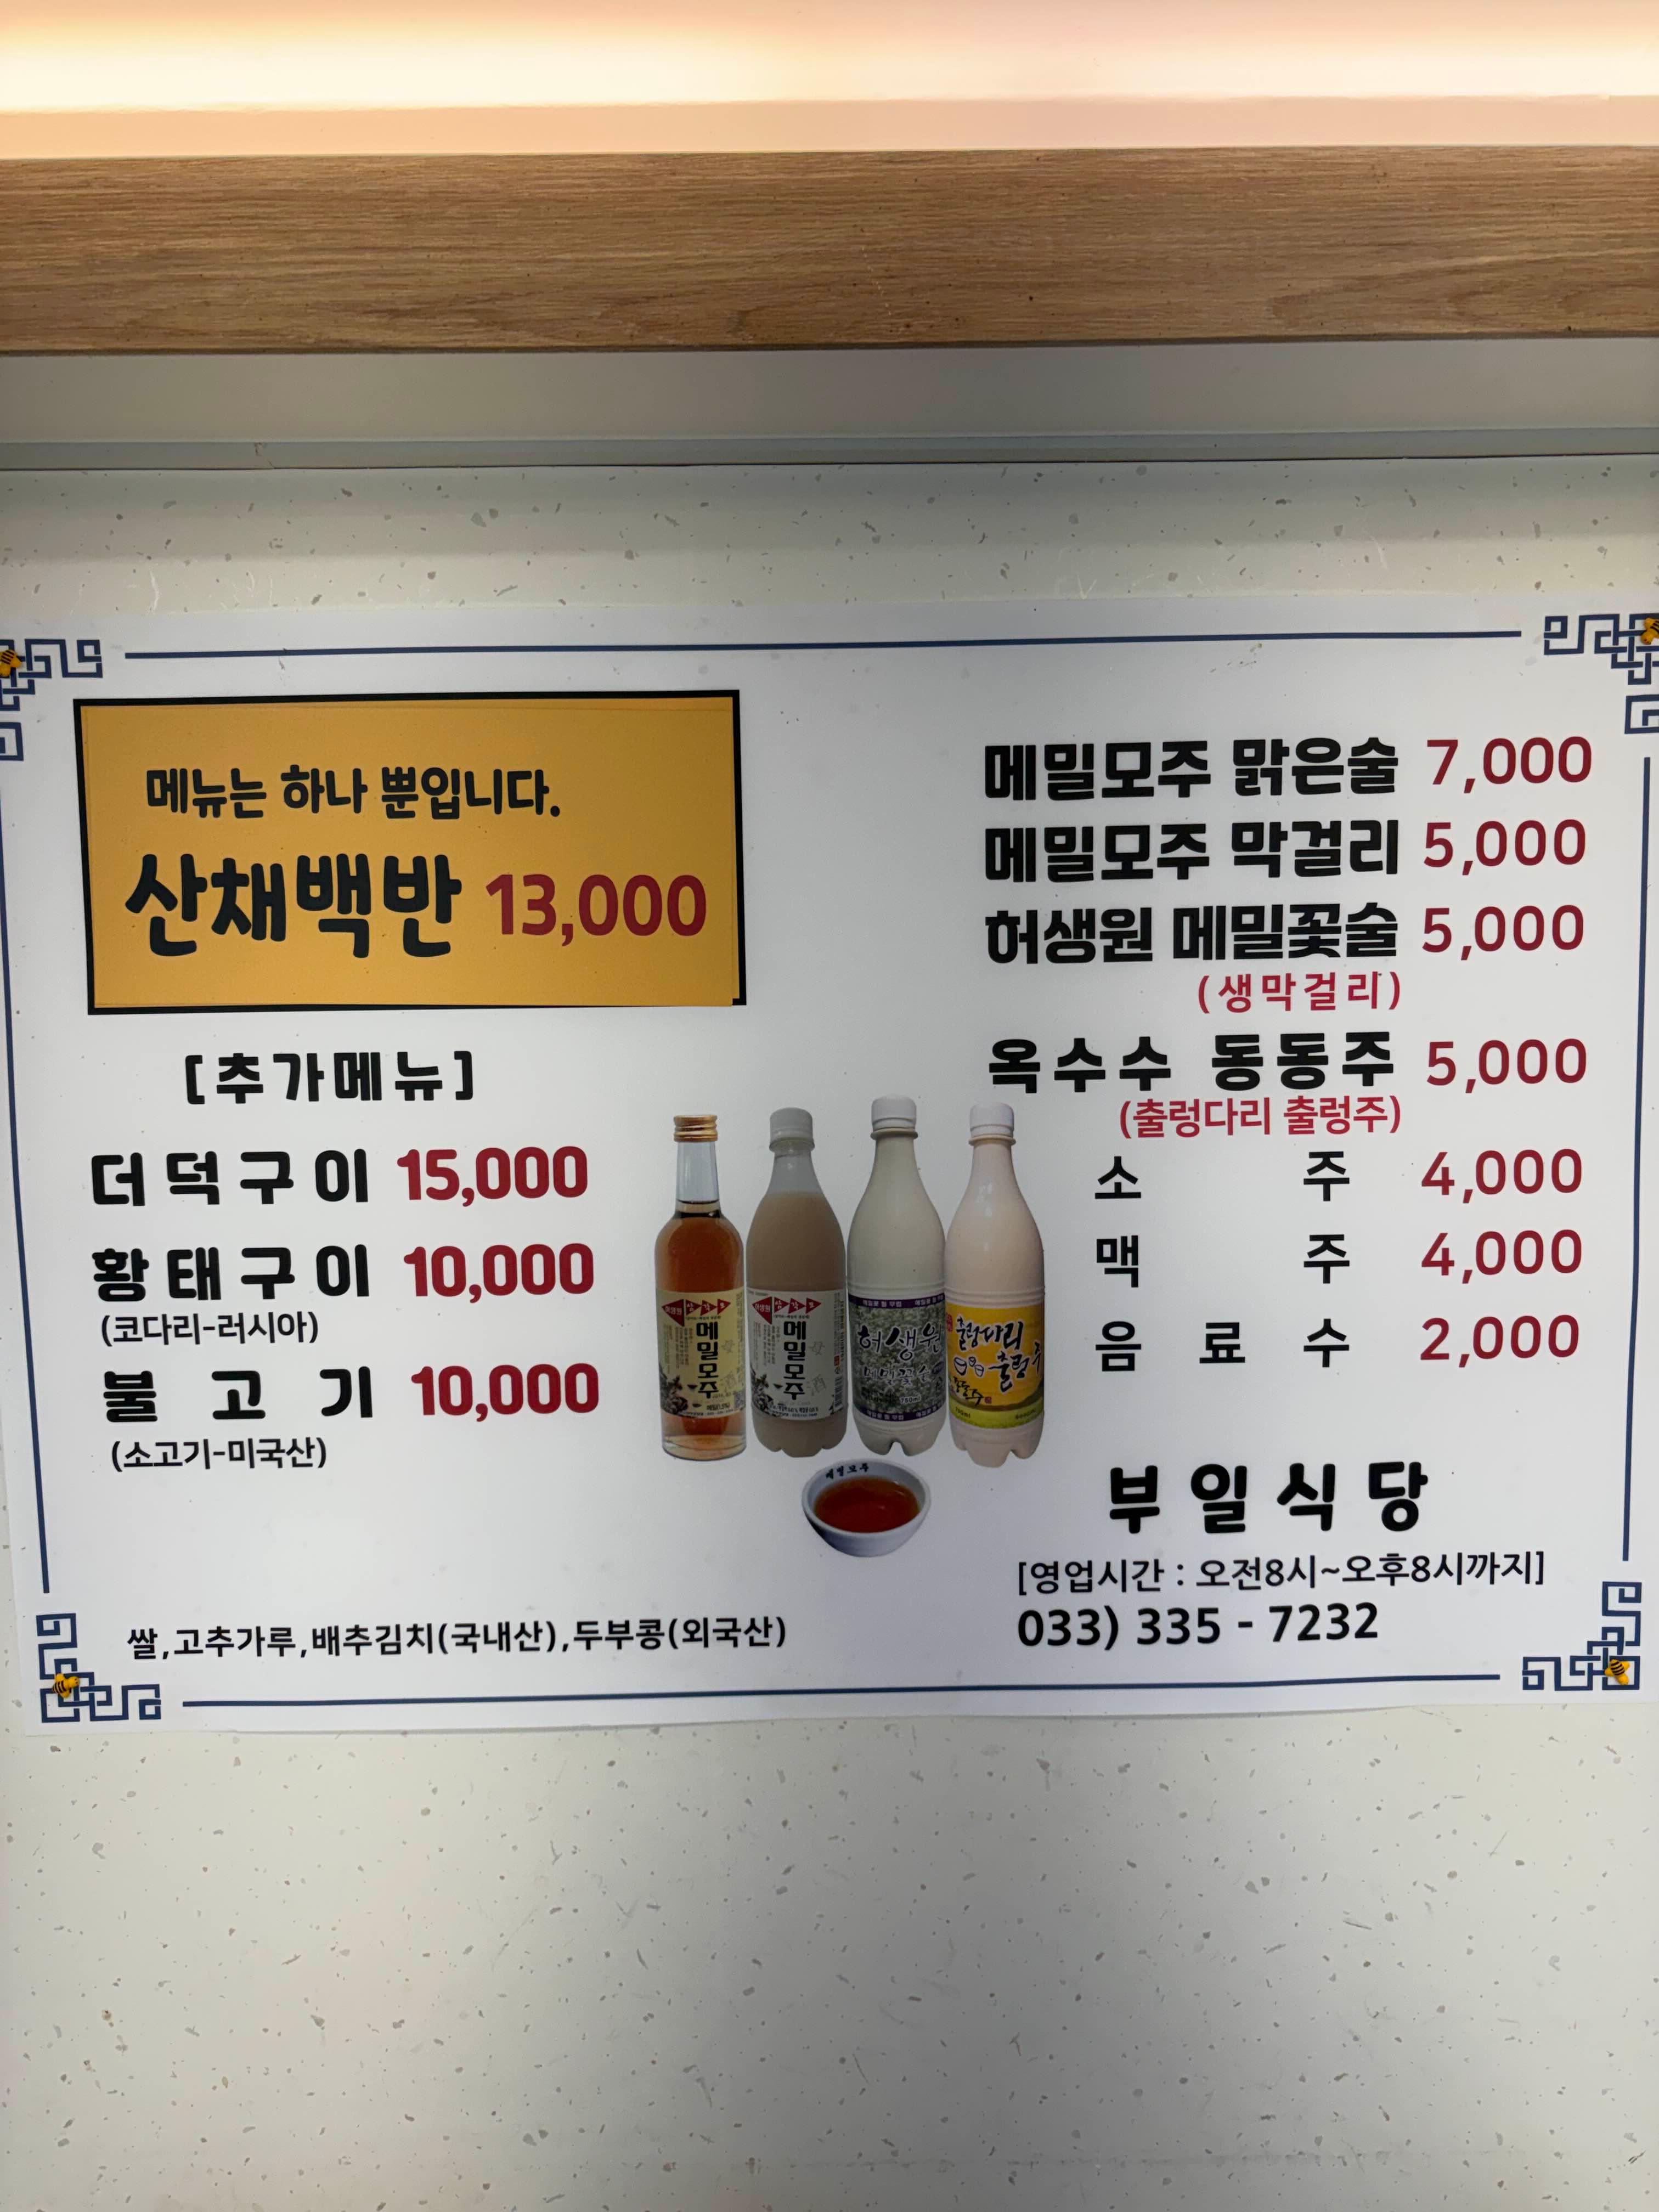 메뉴는 하나 뿐입니다.
산채백반 13,000
[추가메뉴]
더덕구이 15,000
황태구이 10,000
(코다리-러시아)
불고기 10,000
(소고기-미국산)
쌀,고추가루,배추김치(국내산),두부콩(외국산)
메밀모주 맑은술 7,000
메밀모주 막걸리 5,000
허생원 메밀꽃술 5,000
(생막걸리)
옥수수 동동주 5,000
(출렁다리 출렁주)
소주 4,000
맥주 4,000
음료수 2,000
메밀모주
메밀모주
허생원
메밀꽃술
출렁다리
출렁주
메밀모주
부일식당
[영업시간 : 오전8시~오후8시까지]
033) 335 - 7232